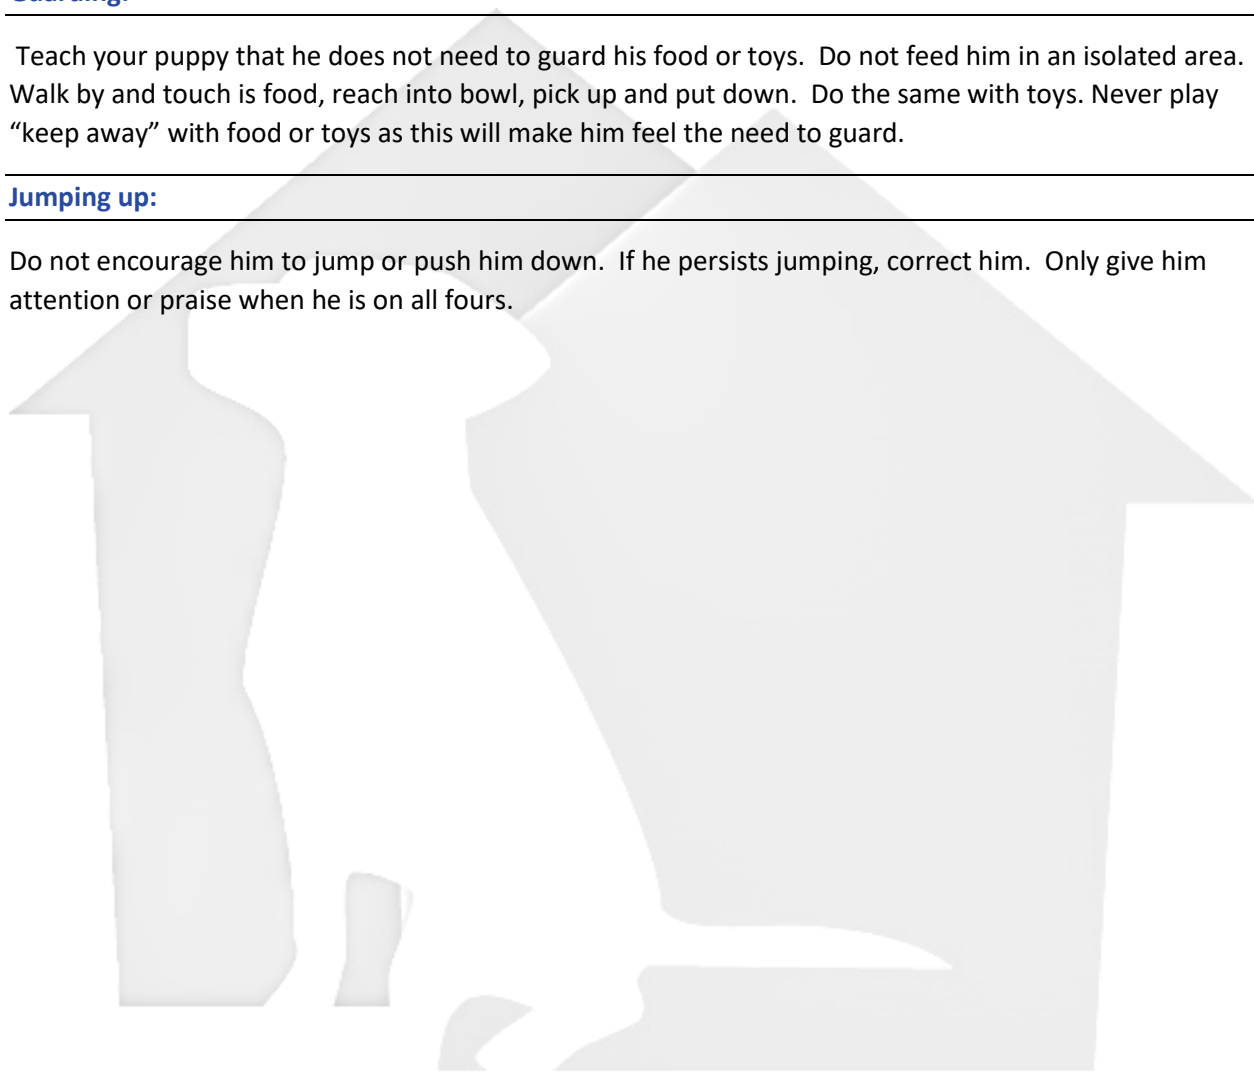 Guarding:
Teach your puppy that he does not need to guard his food or toys.  Do not feed him in an isolated area.
Walk by and touch is food, reach into bowl, pick up and put down.  Do the same with toys. Never play
“keep away” with food or toys as this will make him feel the need to guard.
Jumping up:
Do not encourage him to jump or push him down.  If he persists jumping, correct him.  Only give him
attention or praise when he is on all fours.